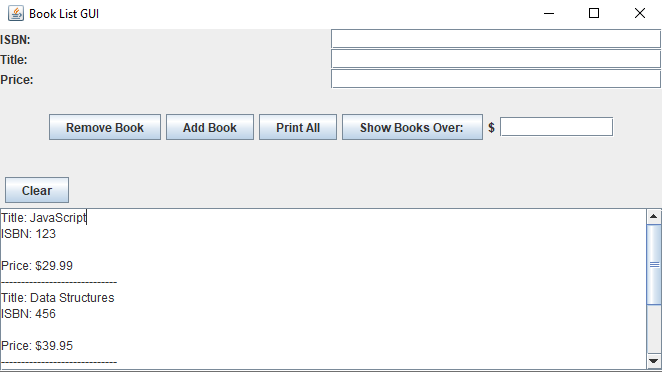 Book List GUI
ISBN:
Title:
Price:
Remove Book Add Book Print All Show Books Over: $
Clear
Title: JavaScript
ISBN: 123
Price: $29.99
-----------------------------
Title: Data Structures
ISBN: 456
Price: $39.95
-----------------------------